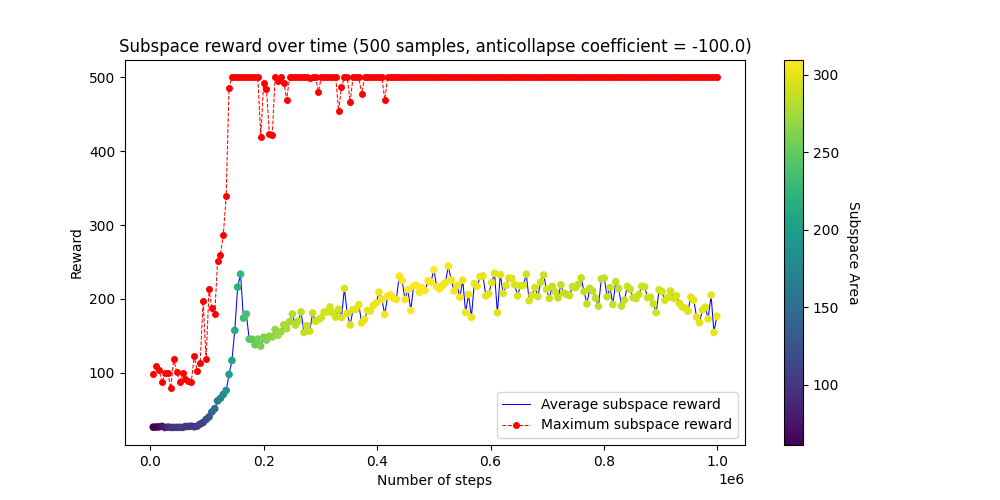 Subspace reward over time (500 samples, anticollapse coefficient = -100.0)
500
400
300
200
100
Reward
0.0 0.2 0.4 0.6 0.8 1.0
1e6
Number of steps
Average subspace reward
Maximum subspace reward
300
250
200
150
100
Subspace Area